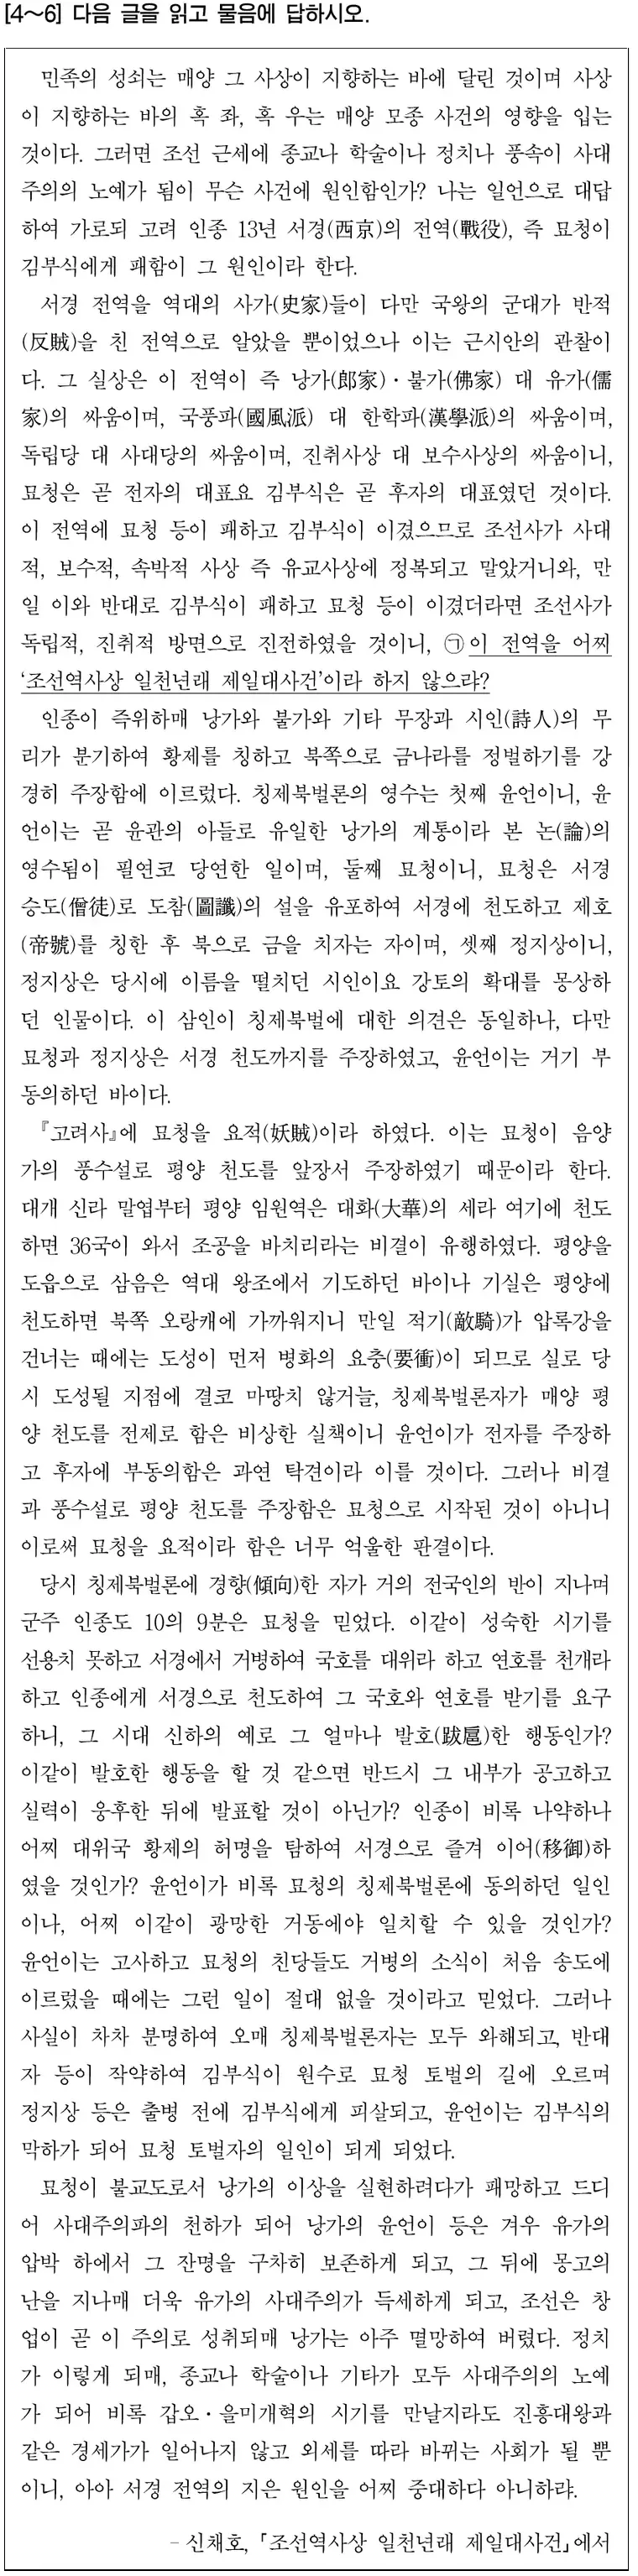 [4～6] 다음 글을 읽고 물음에 답하시오.
민족의 성쇠는 매양 그 사상이 지향하는 바에 달린 것이며 사상
이 지향하는 바의 혹 좌, 혹 우는 매양 모종 사건의 영향을 입는
것이다. 그러면 조선 근세에 종교나 학술이나 정치나 풍속이 사대
주의의 노예가 됨이 무슨 사건에 원인함인가? 나는 일언으로 대답
하여 가로되 고려 인종 13년 서경(西京)의 전역(戰役), 즉 묘청이
김부식에게 패함이 그 원인이라 한다.
서경 전역을 역대의 사가(史家)들이 다만 국왕의 군대가 반적
(反賊)을 친 전역으로 알았을 뿐이었으나 이는 근시안의 관찰이
다. 그 실상은 이 전역이 즉 낭가(郎家)·불가(佛家) 대 유가(儒
家)의 싸움이며, 국풍파(國風派) 대 한학파(漢學派)의 싸움이며,
독립당 대 사대당의 싸움이며, 진취사상 대 보수사상의 싸움이니,
묘청은 곧 전자의 대표요 김부식은 곧 후자의 대표였던 것이다.
이 전역에 묘청 등이 패하고 김부식이 이겼으므로 조선사가 사대
적, 보수적, 속박적 사상 즉 유교사상에 정복되고 말았거니와, 만
일 이와 반대로 김부식이 패하고 묘청 등이 이겼더라면 조선사가
독립적, 진취적 방면으로 진전하였을 것이니, ㉠이 전역을 어찌
‘조선역사상 일천년래 제일대사건’이라 하지 않으랴?
인종이 즉위하매 낭가와 불가와 기타 무장과 시인(詩人)의 무
리가 분기하여 황제를 칭하고 북쪽으로 금나라를 정벌하기를 강
경히 주장함에 이르렀다. 칭제북벌론의 영수는 첫째 윤언이니, 윤
언이는 곧 윤관의 아들로 유일한 낭가의 계통이라 본 논(論)의
영수됨이 필연코 당연한 일이며, 둘째 묘청이니, 묘청은 서경
승도(僧徒)로 도참(圖讖)의 설을 유포하여 서경에 천도하고 제호
(帝號)를 칭한 후 북으로 금을 치자는 자이며, 셋째 정지상이니,
정지상은 당시에 이름을 떨치던 시인이요 강토의 확대를 몽상하
던 인물이다. 이 삼인이 칭제북벌에 대한 의견은 동일하나, 다만
묘청과 정지상은 서경 천도까지를 주장하였고, 윤언이는 거기 부
동의하던 바이다.
『고려사』에 묘청을 요적(妖賊)이라 하였다. 이는 묘청이 음양
가의 풍수설로 평양 천도를 앞장서 주장하였기 때문이라 한다.
대개 신라 말엽부터 평양 임원역은 대화(大華)의 세라 여기에 천도
하면 36국이 와서 조공을 바치리라는 비결이 유행하였다. 평양을
도읍으로 삼음은 역대 왕조에서 기도하던 바이나 기실은 평양에
천도하면 북쪽 오랑캐에 가까워지니 만일 적기(敵騎)가 압록강을
건너는 때에는 도성이 먼저 병화의 요충(要衝)이 되므로 실로 당
시 도성될 지점에 결코 마땅치 않거늘, 칭제북벌론자가 매양 평
양 천도를 전제로 함은 비상한 실책이니 윤언이가 전자를 주장하
고 후자에 부동의함은 과연 탁견이라 이를 것이다. 그러나 비결
과 풍수설로 평양 천도를 주장함은 묘청으로 시작된 것이 아니니
이로써 묘청을 요적이라 함은 너무 억울한 판결이다.
당시 칭제북벌론에 경향(傾向)한 자가 거의 전국인의 반이 지나며
군주 인종도 10의 9분은 묘청을 믿었다. 이같이 성숙한 시기를
선용치 못하고 서경에서 거병하여 국호를 대위라 하고 연호를 천개라
하고 인종에게 서경으로 천도하여 그 국호와 연호를 받기를 요구
하니, 그 시대 신하의 예로 그 얼마나 발호(跋扈)한 행동인가?
이같이 발호한 행동을 할 것 같으면 반드시 그 내부가 공고하고
실력이 웅후한 뒤에 발표할 것이 아닌가? 인종이 비록 나약하나
어찌 대위국 황제의 허명을 탐하여 서경으로 즐겨 이어(移御)하
였을 것인가? 윤언이가 비록 묘청의 칭제북벌론에 동의하던 일인
이나, 어찌 이같이 광망한 거동에야 일치할 수 있을 것인가?
윤언이는 고사하고 묘청의 친당들도 거병의 소식이 처음 송도에
이르렀을 때에는 그런 일이 절대 없을 것이라고 믿었다. 그러나
사실이 차차 분명하여 오매 칭제북벌론자는 모두 와해되고, 반대
자 등이 작약하여 김부식이 원수로 묘청 토벌의 길에 오르며
정지상 등은 출병 전에 김부식에게 피살되고, 윤언이는 김부식의
막하가 되어 묘청 토벌자의 일인이 되게 되었다.
묘청이 불교도로서 낭가의 이상을 실현하려다가 패망하고 드디
어 사대주의파의 천하가 되어 낭가의 윤언이 등은 겨우 유가의
압박 하에서 그 잔명을 구차히 보존하게 되고, 그 뒤에 몽고의
난을 지나매 더욱 유가의 사대주의가 득세하게 되고, 조선은 창
업이 곧 이 주의로 성취되매 낭가는 아주 멸망하여 버렸다. 정치
가 이렇게 되매, 종교나 학술이나 기타가 모두 사대주의의 노예
가 되어 비록 갑오·을미개혁의 시기를 만날지라도 진흥대왕과
같은 경세가가 일어나지 않고 외세를 따라 바뀌는 사회가 될 뿐
이니, 아아 서경 전역의 지은 원인을 어찌 중대하다 아니하랴.
- 신채호, 「조선역사상 일천년래 제일대사건」에서